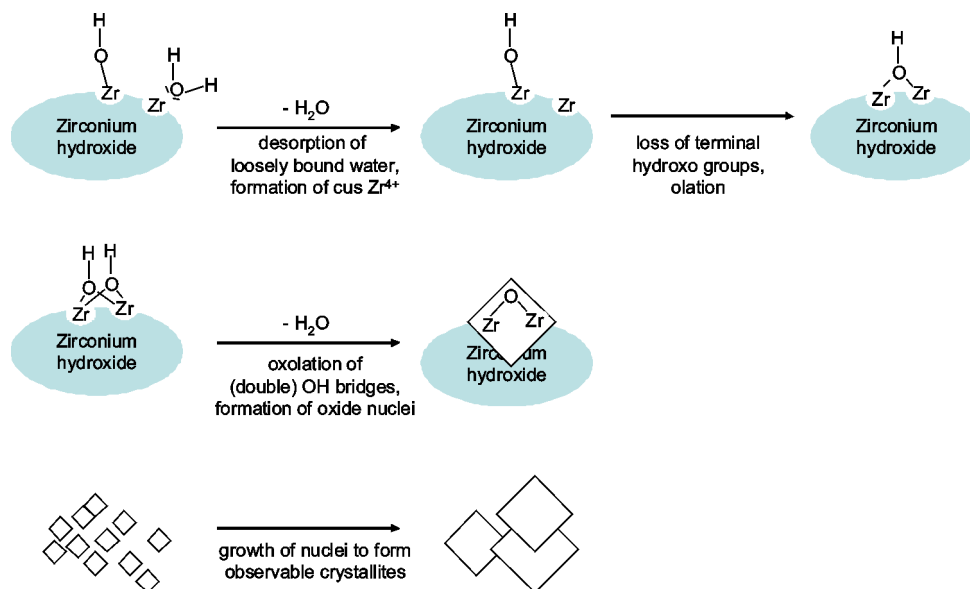 H
O
Zr
H
O
H
Zr
Zirconium
hydroxide
- H₂O
desorption of
loosely bound water,
formation of cus Zr⁴⁺
H
O
Zr
Zr
Zirconium
hydroxide
loss of terminal
hydroxo groups,
olation
H
O
Zr
Zr
Zirconium
hydroxide
H
H
O
O
Zr
Zr
Zirconium
hydroxide
- H₂O
oxolation of
(double) OH bridges,
formation of oxide nuclei
O
Zr
Zr
Zirconium
hydroxide
growth of nuclei to form
observable crystallites